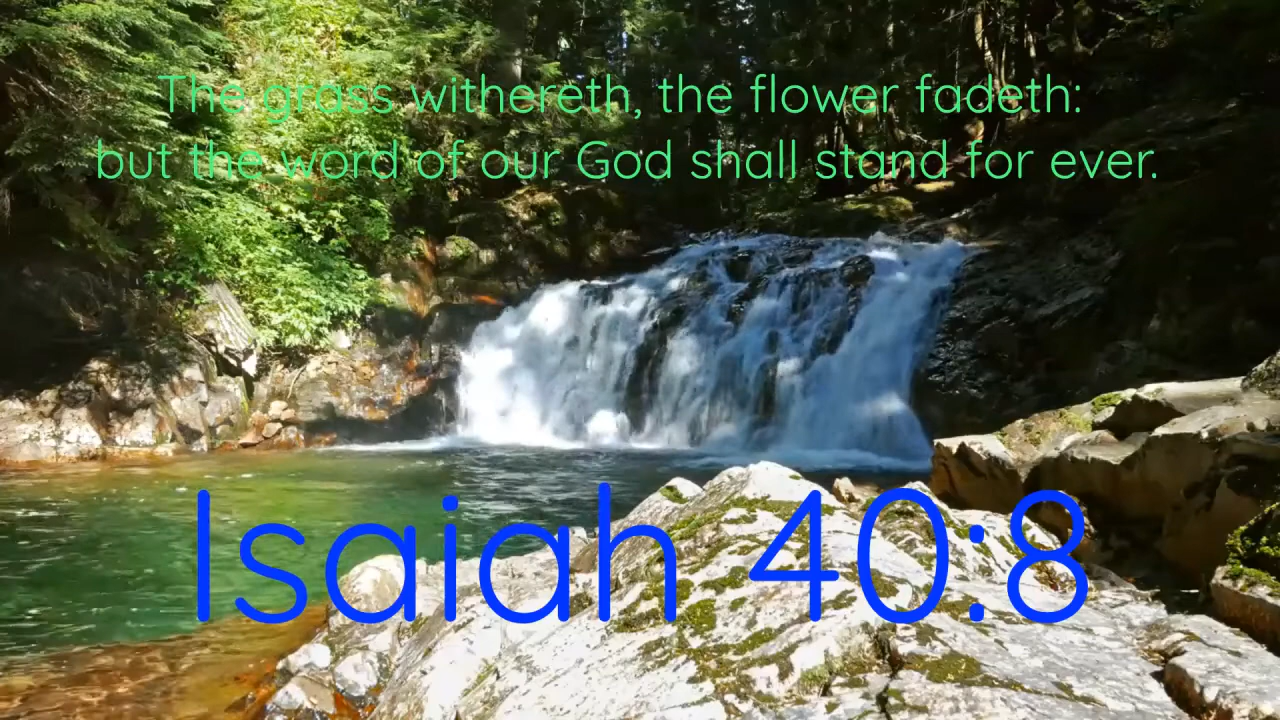 The grass withereth, the flower fadeth:
but the word of our God shall stand for ever.
Isaiah 40:8